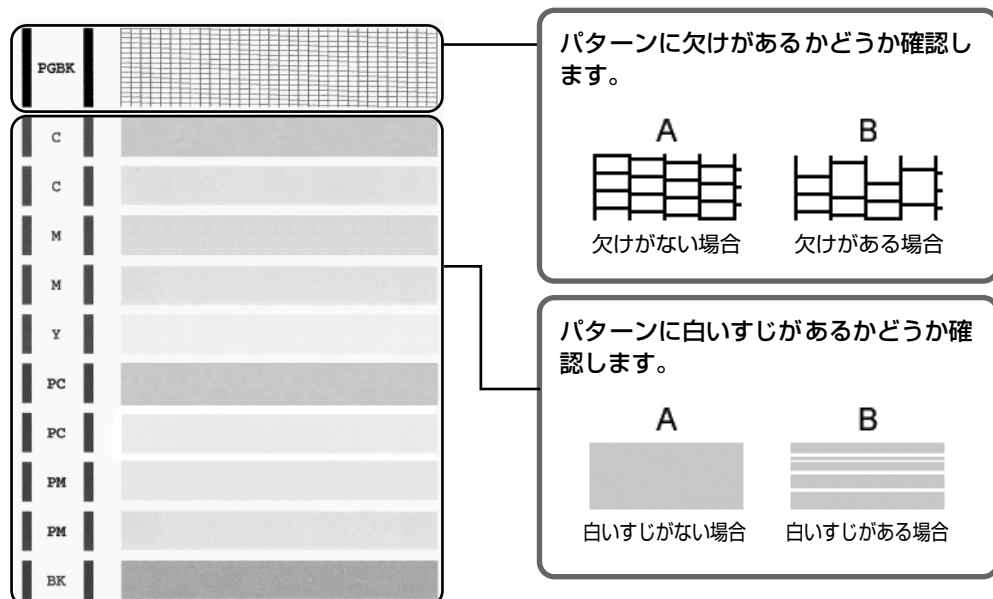 PGBK
C
C
M
M
Y
PC
PC
PM
PM
BK
パターンに欠けがあるかどうか確認し
ます。
A B
欠けがない場合 欠けがある場合
パターンに白いすじがあるかどうか確
認します。
A B
白いすじがない場合 白いすじがある場合